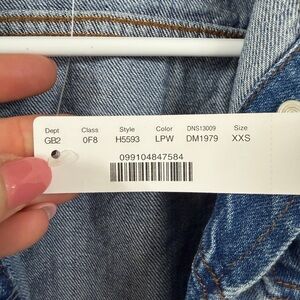 Dept Class Style Color DNS13009 Size
GB2 0F8 H5593 LPW DM1979 XXS
099104847584